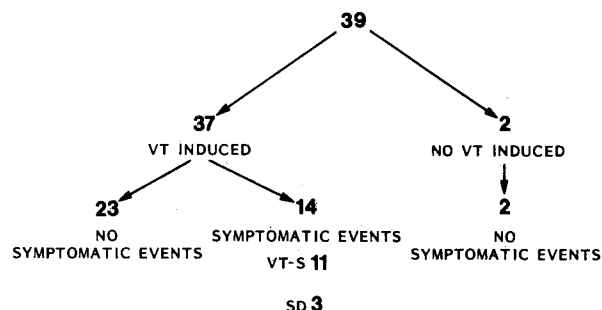 39
37 2
VT INDUCED NO VT INDUCED
23 14 2
NO SYMPTOMATIC EVENTS NO
SYMPTOMATIC EVENTS VT-S 11 SYMPTOMATIC EVENTS
SD 3